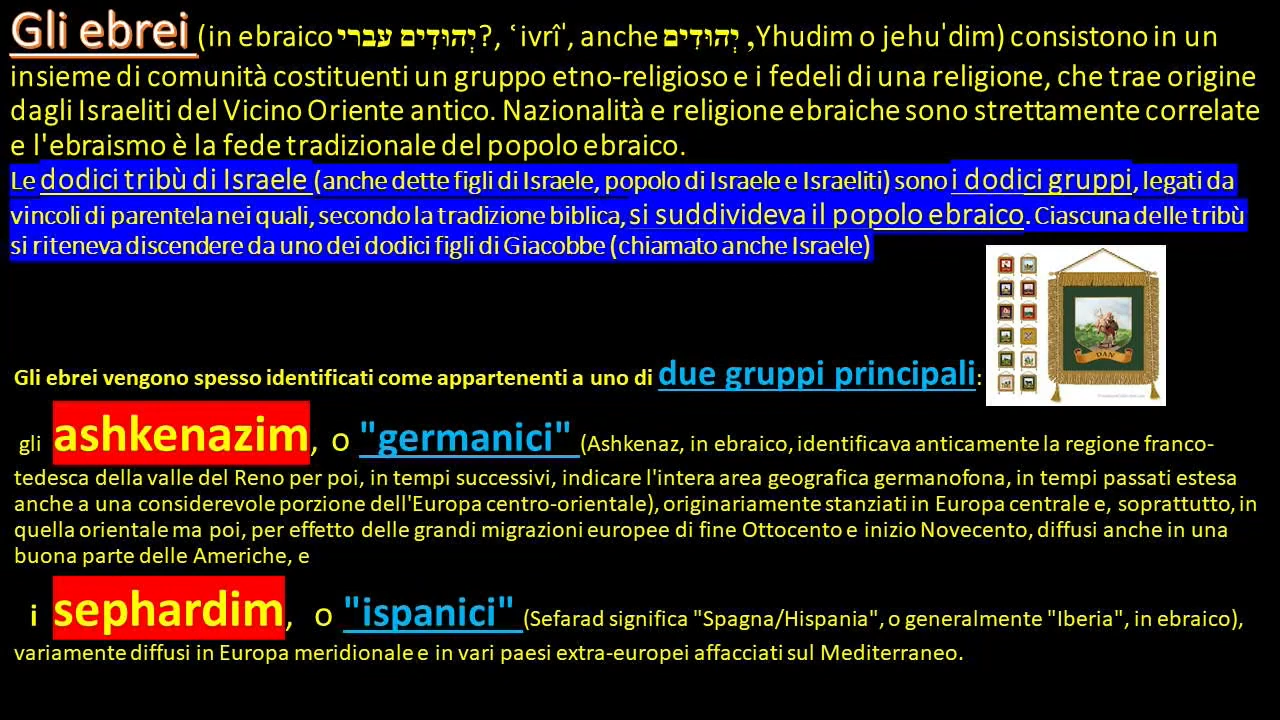 Gli ebrei (in ebraico יְהוּדִים עברי?, ʿivrî', anche יְהוּדִים, Yhudim o jehu'dim) consistono in un
insieme di comunità costituenti un gruppo etno-religioso e i fedeli di una religione, che trae origine
dagli Israeliti del Vicino Oriente antico. Nazionalità e religione ebraiche sono strettamente correlate
e l'ebraismo è la fede tradizionale del popolo ebraico.
Le dodici tribù di Israele (anche dette figli di Israele, popolo di Israele e Israeliti) sono i dodici gruppi, legati da
vincoli di parentela nei quali, secondo la tradizione biblica, si suddivideva il popolo ebraico. Ciascuna delle tribù
si riteneva discendere da uno dei dodici figli di Giacobbe (chiamato anche Israele)
DAN
Gli ebrei vengono spesso identificati come appartenenti a uno di due gruppi principali:
gli ashkenazim, o "germanici" (Ashkenaz, in ebraico, identificava anticamente la regione franco-
tedesca della valle del Reno per poi, in tempi successivi, indicare l'intera area geografica germanofona, in tempi passati estesa
anche a una considerevole porzione dell'Europa centro-orientale), originariamente stanziati in Europa centrale e, soprattutto, in
quella orientale ma poi, per effetto delle grandi migrazioni europee di fine Ottocento e inizio Novecento, diffusi anche in una
buona parte delle Americhe, e
i sephardim, o "ispanici" (Sefarad significa "Spagna/Hispania", o generalmente "Iberia", in ebraico),
variamente diffusi in Europa meridionale e in vari paesi extra-europei affacciati sul Mediterraneo.